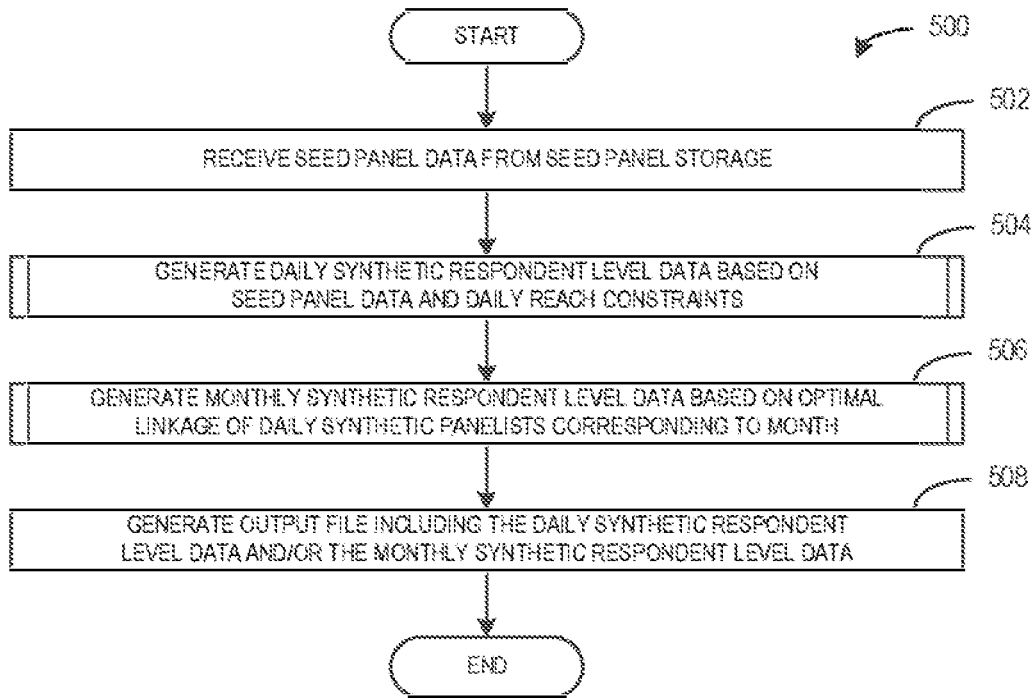 START
500
502
RECEIVE SEED PANEL DATA FROM SEED PANEL STORAGE
504
GENERATE DAILY SYNTHETIC RESPONDENT LEVEL DATA BASED ON
SEED PANEL DATA AND DAILY REACH CONSTRAINTS
506
GENERATE MONTHLY SYNTHETIC RESPONDENT LEVEL DATA BASED ON OPTIMAL
LINKAGE OF DAILY SYNTHETIC PANELISTS CORRESPONDING TO MONTH
508
GENERATE OUTPUT FILE INCLUDING THE DAILY SYNTHETIC RESPONDENT
LEVEL DATA AND/OR THE MONTHLY SYNTHETIC RESPONDENT LEVEL DATA
END